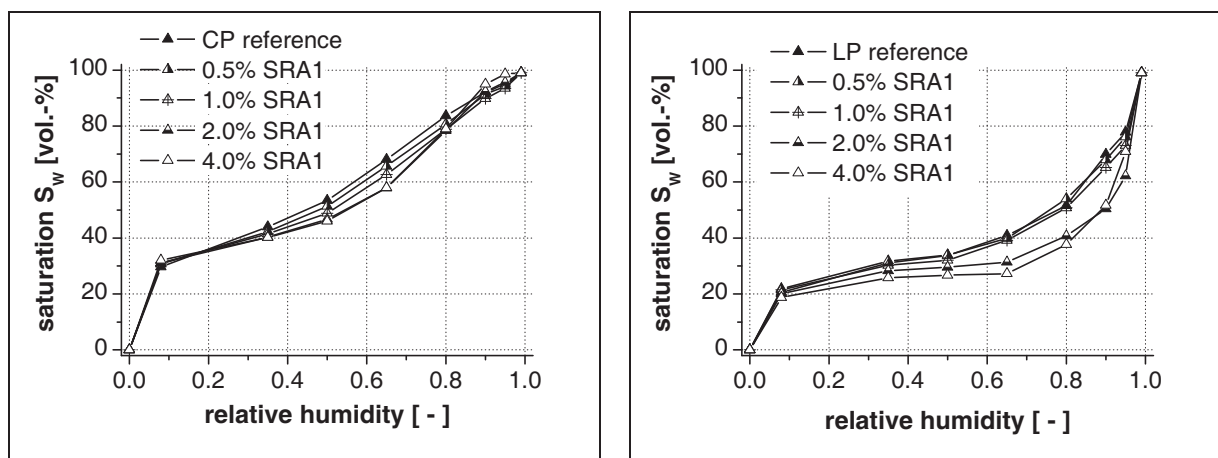 CP reference
0.5% SRA1
1.0% SRA1
2.0% SRA1
4.0% SRA1
100
80
60
40
20
0
saturation S_w [vol.-%]
0.0 0.2 0.4 0.6 0.8 1.0
relative humidity [ - ]
LP reference
0.5% SRA1
1.0% SRA1
2.0% SRA1
4.0% SRA1
100
80
60
40
20
0
saturation S_w [vol.-%]
0.0 0.2 0.4 0.6 0.8 1.0
relative humidity [ - ]